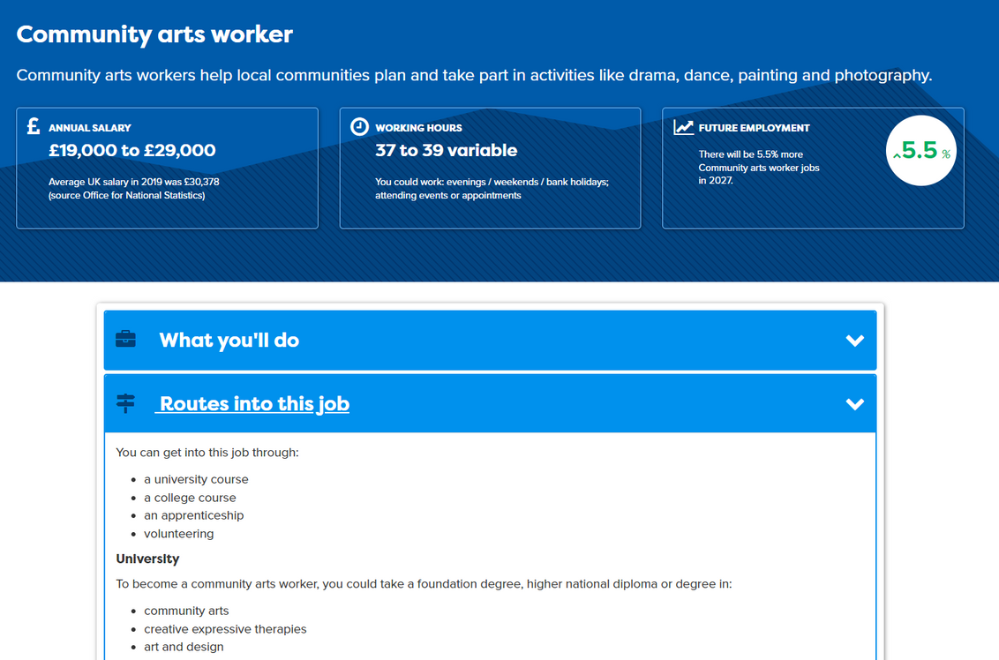 Community arts worker
Community arts workers help local communities plan and take part in activities like drama, dance, painting and photography.
£ ANNUAL SALARY
£19,000 to £29,000
Average UK salary in 2019 was £30,378
(source Office for National Statistics)
WORKING HOURS
37 to 39 variable
You could work: evenings / weekends / bank holidays;
attending events or appointments
FUTURE EMPLOYMENT
There will be 5.5% more
Community arts worker jobs
in 2027.
5.5 %
What you'll do
Routes into this job
You can get into this job through:
• a university course
• a college course
• an apprenticeship
• volunteering
University
To become a community arts worker, you could take a foundation degree, higher national diploma or degree in:
• community arts
• creative expressive therapies
• art and design